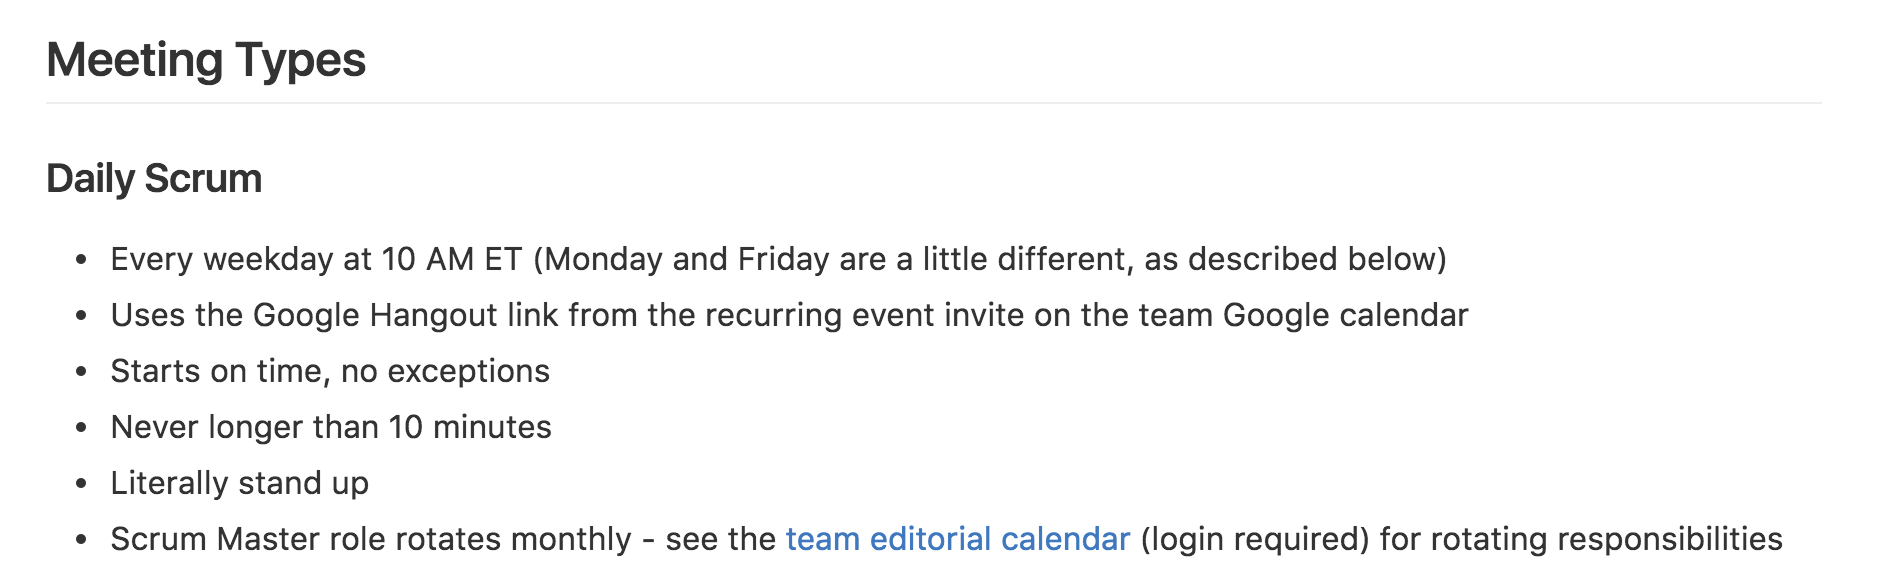 Meeting Types
Daily Scrum
• Every weekday at 10 AM ET (Monday and Friday are a little different, as described below)
• Uses the Google Hangout link from the recurring event invite on the team Google calendar
• Starts on time, no exceptions
• Never longer than 10 minutes
• Literally stand up
• Scrum Master role rotates monthly - see the team editorial calendar (login required) for rotating responsibilities